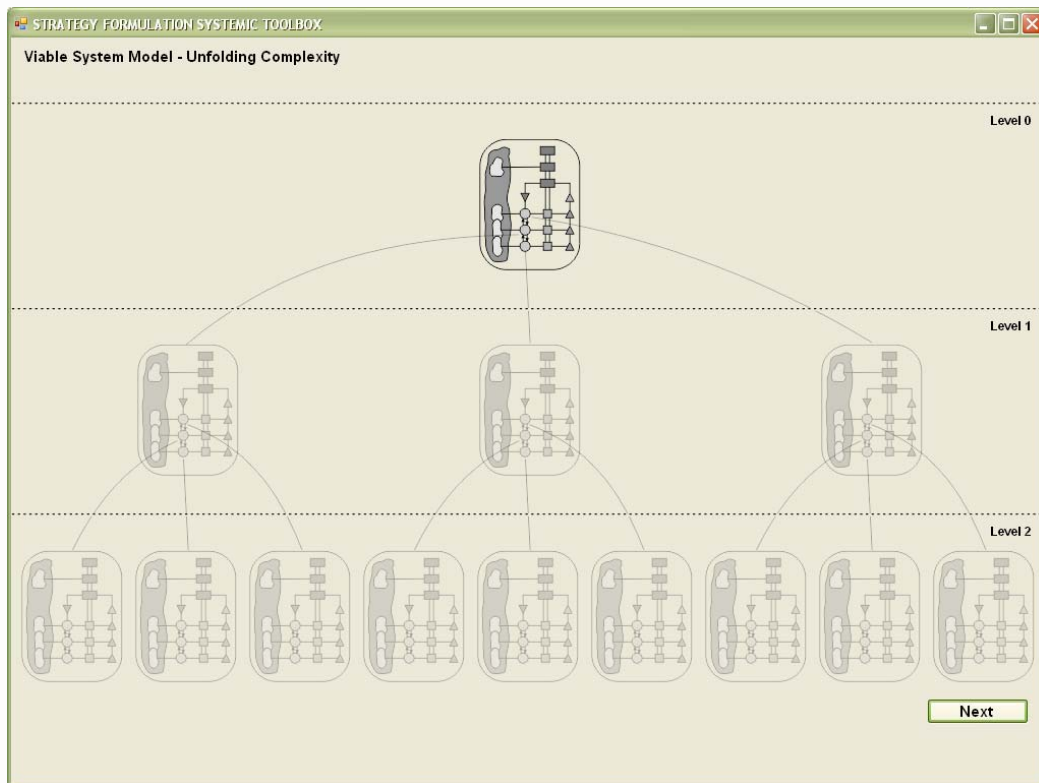 STRATEGY FORMULATION SYSTEMIC TOOLBOX
Viable System Model - Unfolding Complexity
Level 0
Level 1
Level 2
Next